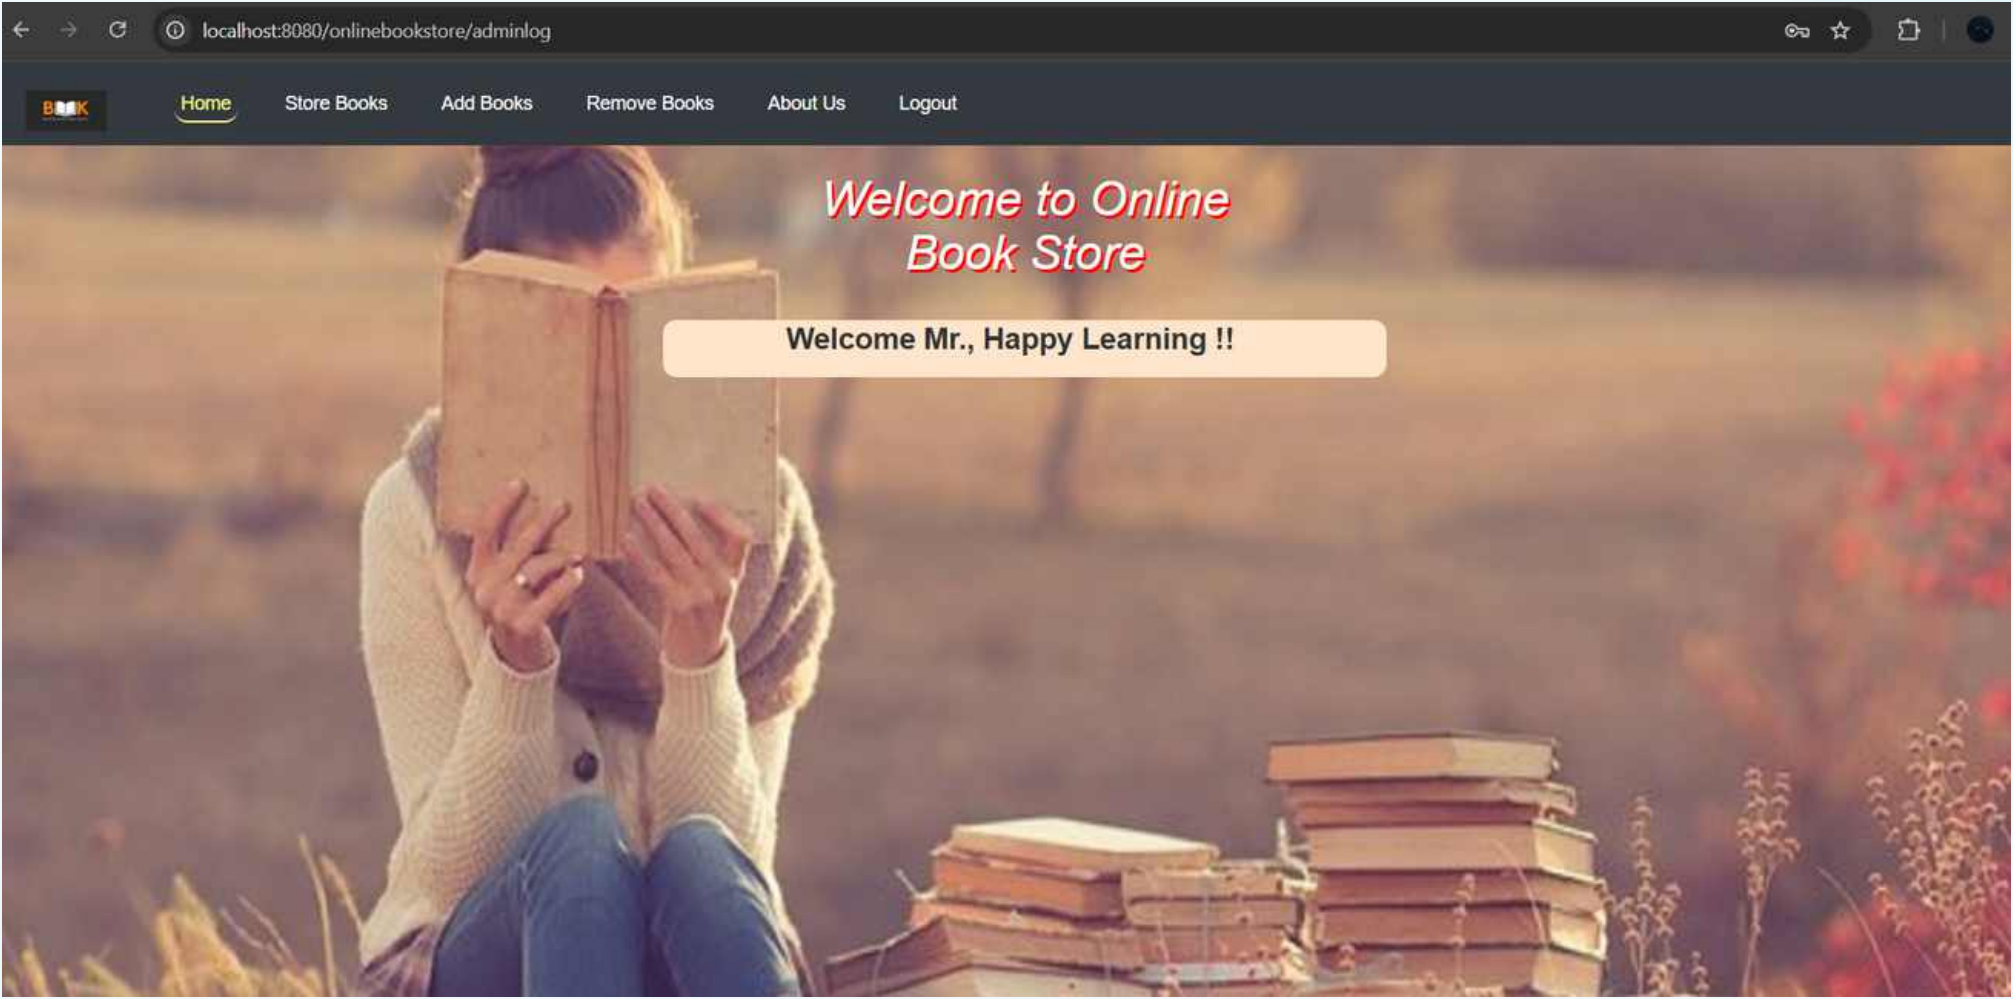 localhost:8080/onlinebookstore/adminlog
Home Store Books Add Books Remove Books About Us Logout
Welcome to Online
Book Store
Welcome Mr., Happy Learning !!